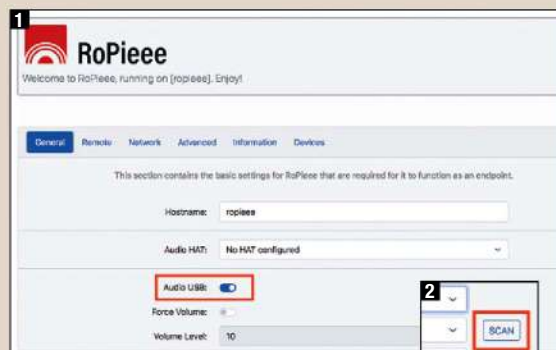 1
RoPieee
Welcome to RoPieee, running on [ropieee]. Enjoy!
General Remote Network Advanced Information Devices
This section contains the basic settings for RoPieee that are required for it to function as an endpoint.
Hostname: ropieee
Audio HAT: No HAT configured
Audio USB:
Force Volume:
Volume Level: 10
2
SCAN